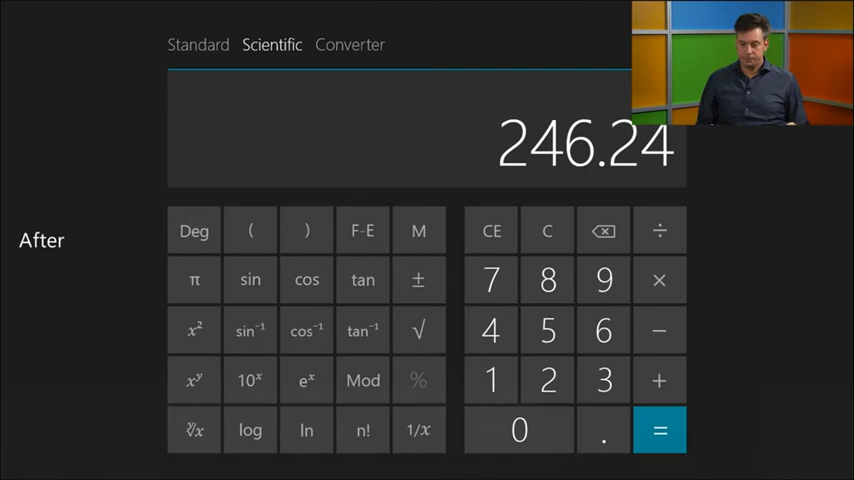 Standard Scientific Converter
246.24
After
Deg ( ) F-E M CE C ÷
π sin cos tan ± 7 8 9 ×
x² sin⁻¹ cos⁻¹ tan⁻¹ √ 4 5 6 −
xʸ 10ˣ eˣ Mod % 1 2 3 +
ʸ√x log ln n! 1/x 0 . =